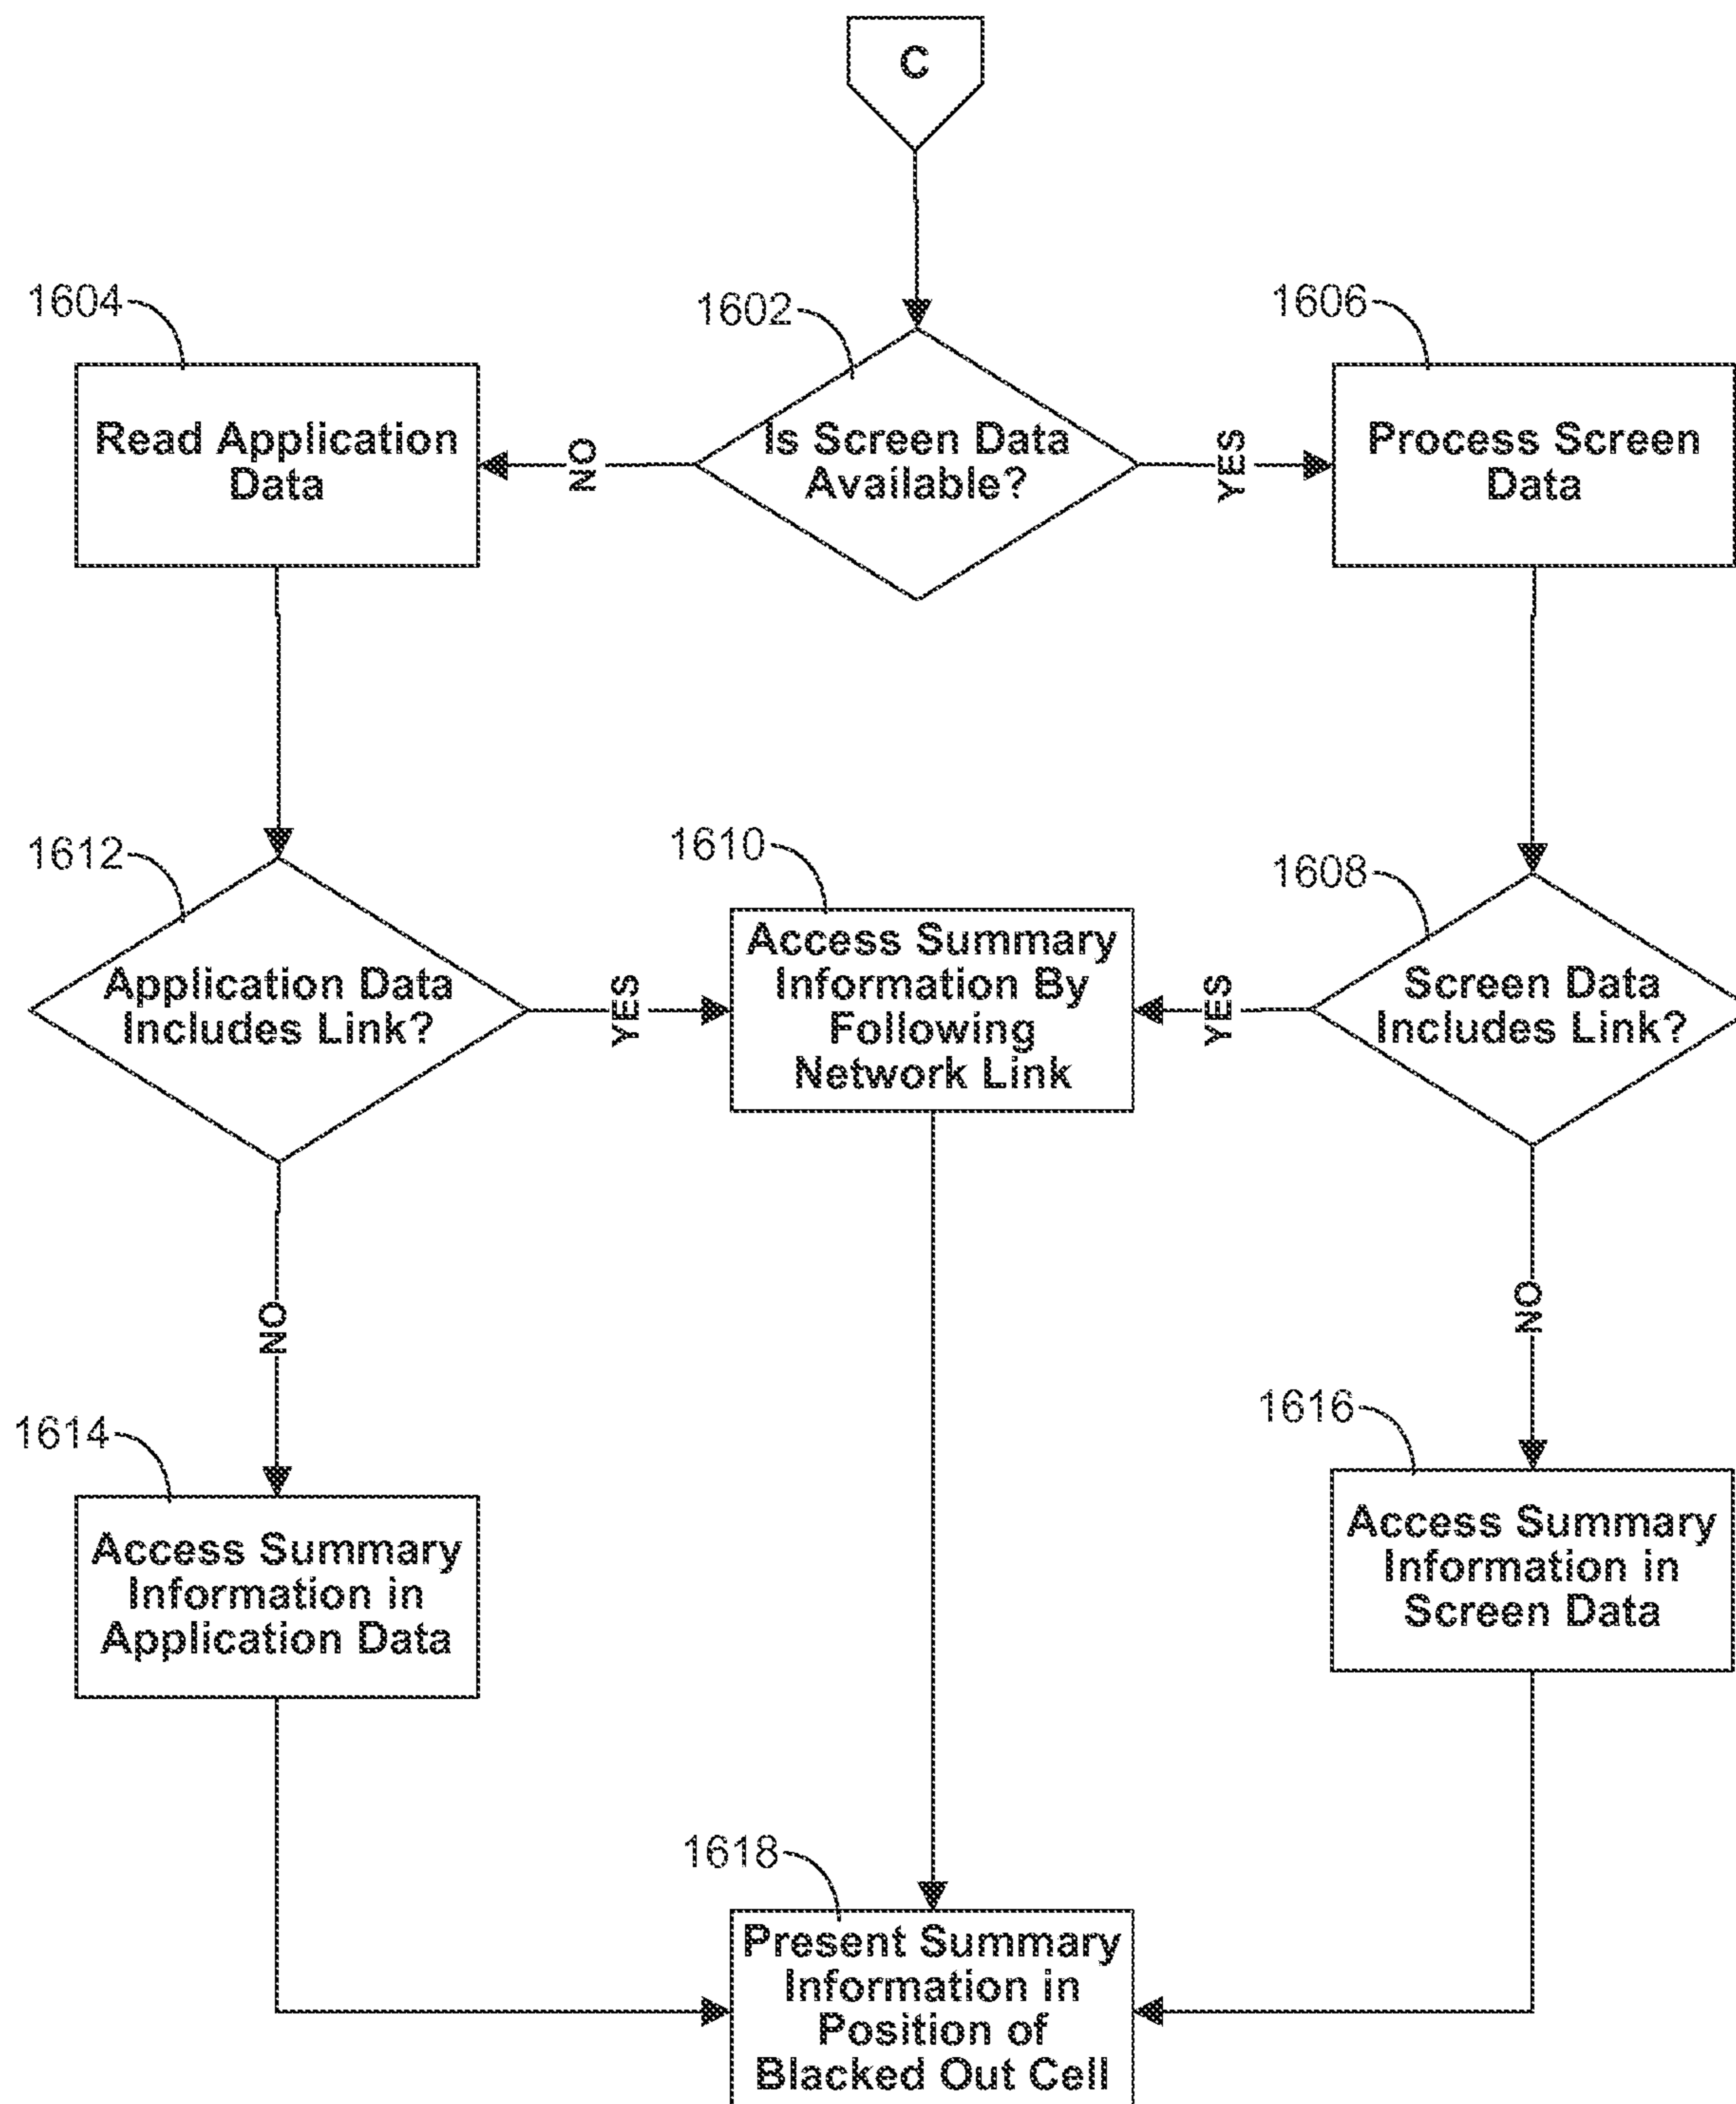 C
1604
1602
1606
Read Application
Data
NO
Is Screen Data
Available?
YES
Process Screen
Data
1612
1610
1608
Application Data
Includes Link?
YES
Access Summary
Information By
Following
Network Link
YES
Screen Data
Includes Link?
NO
NO
1614
1616
Access Summary
Information in
Application Data
Access Summary
Information in
Screen Data
1618
Present Summary
Information in
Position of
Blacked Out Cell